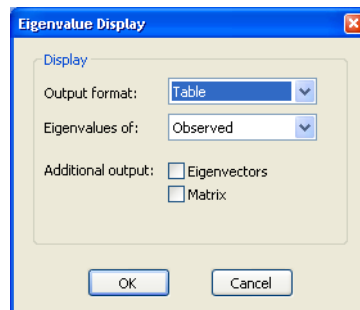 Eigenvalue Display
Display
Output format: Table
Eigenvalues of: Observed
Additional output: Eigenvectors
Matrix
OK Cancel